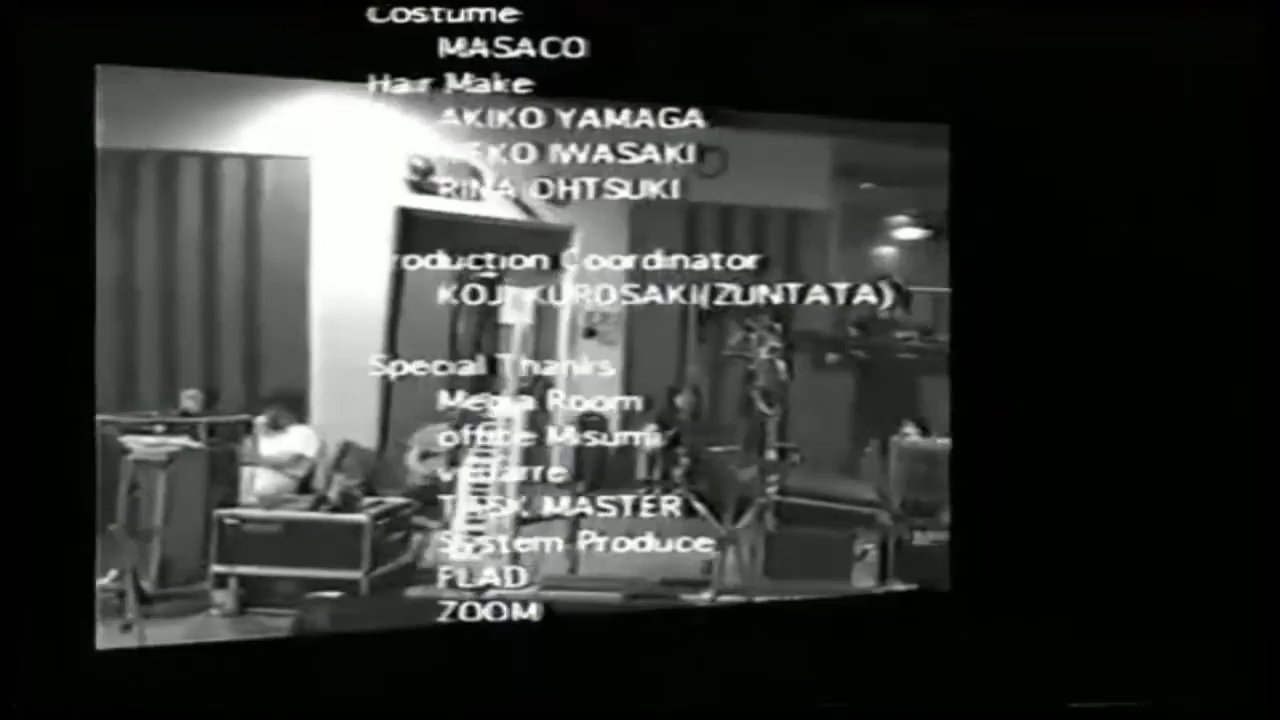 Costume
MASACO
Hair Make
AKIKO YAMAGA
IWASAKI
RINA OHTSUKI
Production Coordinator
KOJI KUROSAKI(ZUNTATA)
Special Thanks
Media Room
office Misumi
TASK MASTER
System Produce
FLAD
ZOOM